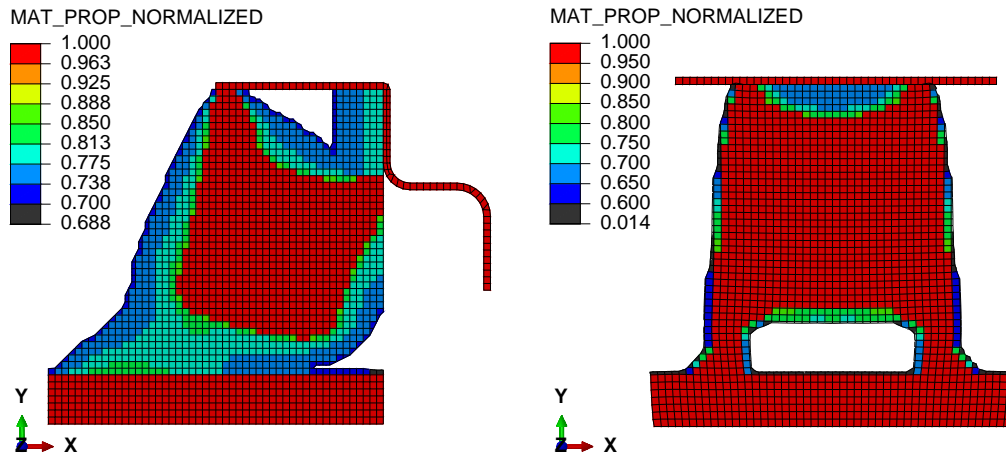 MAT_PROP_NORMALIZED
1.000
0.963
0.925
0.888
0.850
0.813
0.775
0.738
0.700
0.688
Y
Z
X
MAT_PROP_NORMALIZED
1.000
0.950
0.900
0.850
0.800
0.750
0.700
0.650
0.600
0.014
Y
Z
X